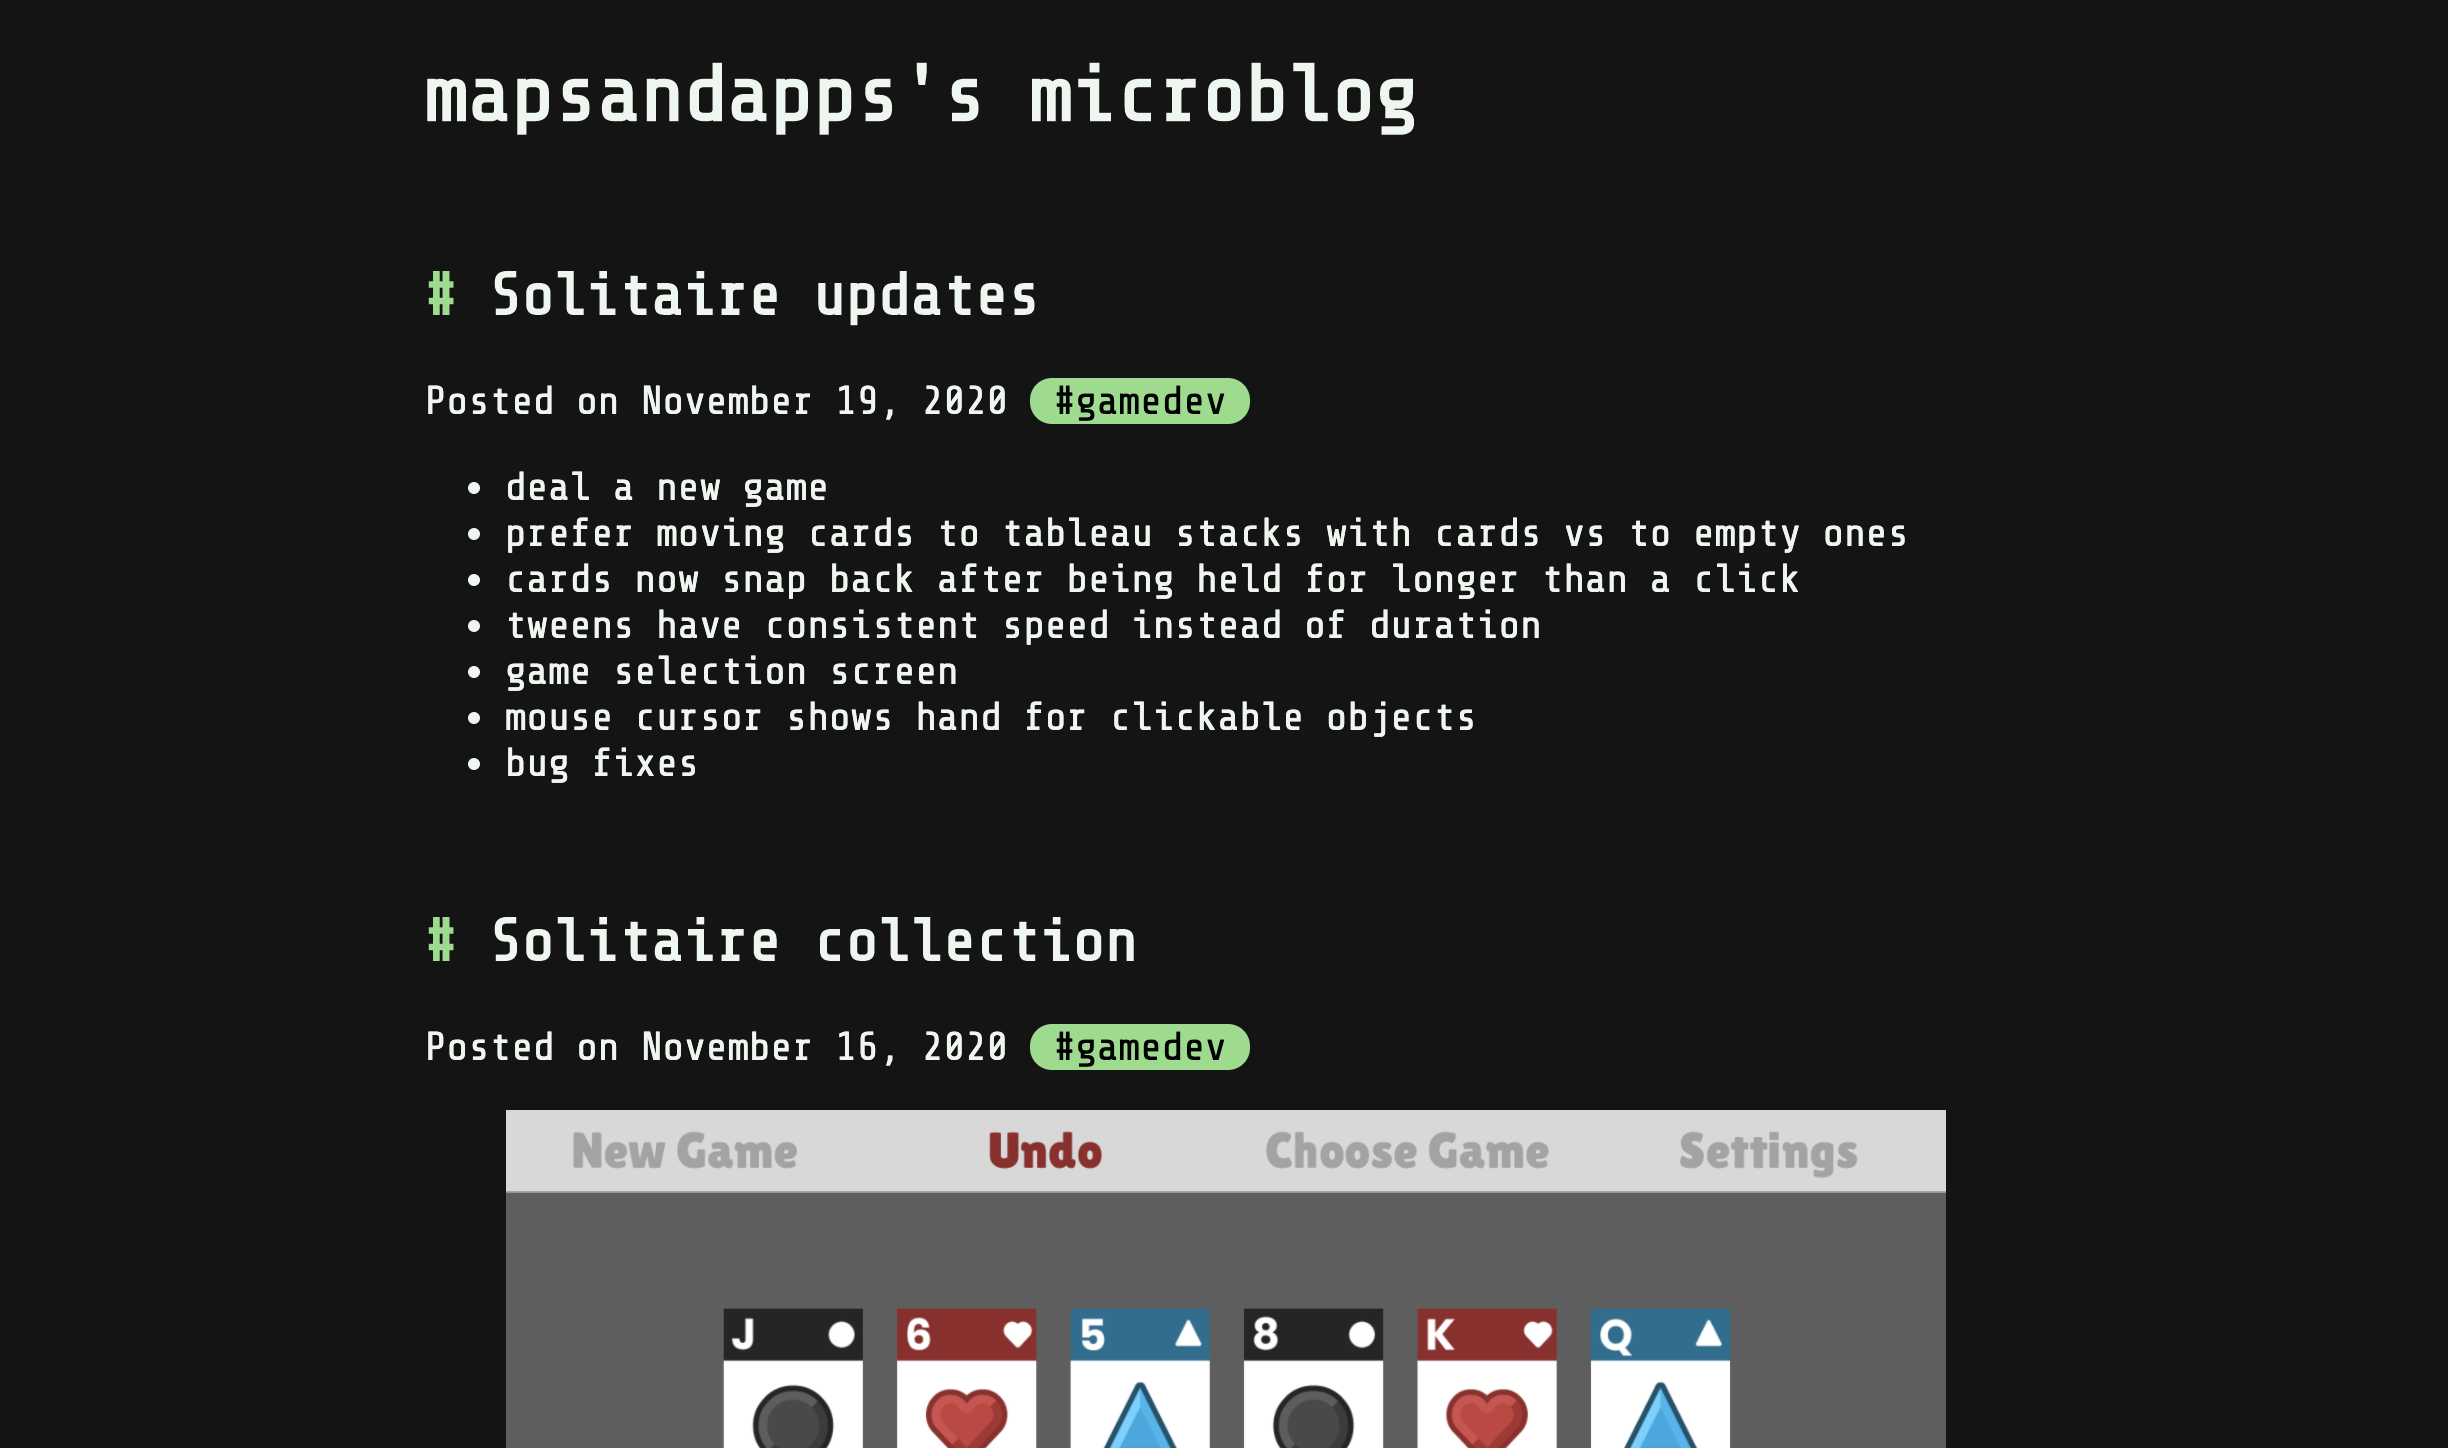 mapsandapps's microblog
# Solitaire updates
Posted on November 19, 2020 #gamedev
• deal a new game
• prefer moving cards to tableau stacks with cards vs to empty ones
• cards now snap back after being held for longer than a click
• tweens have consistent speed instead of duration
• game selection screen
• mouse cursor shows hand for clickable objects
• bug fixes
# Solitaire collection
Posted on November 16, 2020 #gamedev
New Game Undo Choose Game Settings
J 6 5 8 K Q